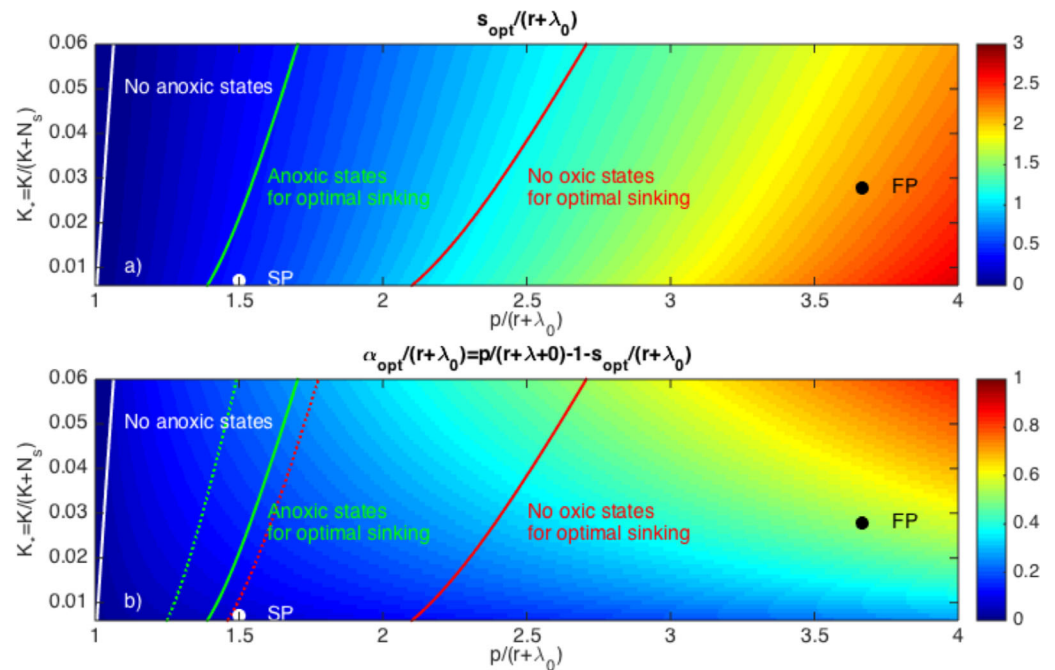 s_opt/(r+λ_0)
0.06
0.05
0.04
0.03
0.02
0.01
K_*=K/(K+N_s)
No anoxic states
Anoxic states
for optimal sinking
No oxic states
for optimal sinking
FP
a)
SP
1
1.5
2
2.5
3
3.5
4
p/(r+λ_0)
3
2.5
2
1.5
1
0.5
0
α_opt/(r+λ_0)=p/(r+λ+0)-1-s_opt/(r+λ_0)
0.06
0.05
0.04
0.03
0.02
0.01
K_*=K/(K+N_s)
No anoxic states
Anoxic states
for optimal sinking
No oxic states
for optimal sinking
FP
b)
SP
1
1.5
2
2.5
3
3.5
4
p/(r+λ_0)
1
0.8
0.6
0.4
0.2
0